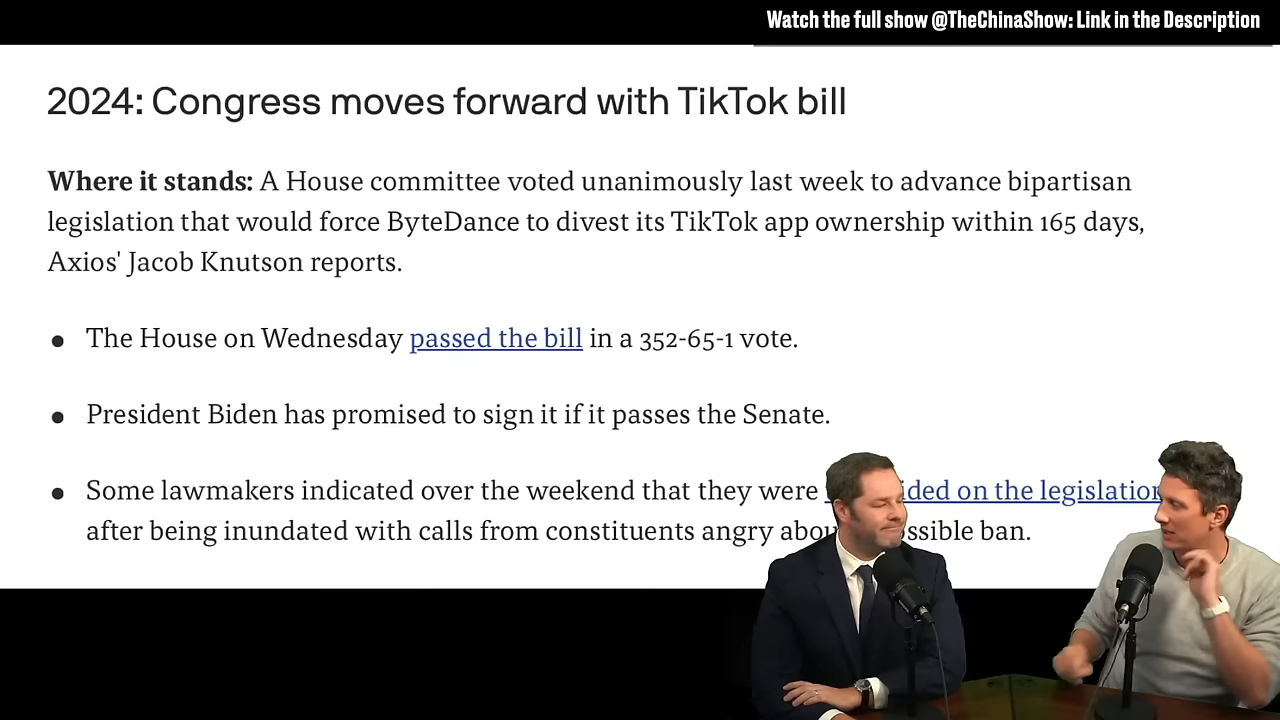 Watch the full show @TheChinaShow: Link in the Description
2024: Congress moves forward with TikTok bill
Where it stands: A House committee voted unanimously last week to advance bipartisan
legislation that would force ByteDance to divest its TikTok app ownership within 165 days,
Axios' Jacob Knutson reports.
• The House on Wednesday passed the bill in a 352-65-1 vote.
• President Biden has promised to sign it if it passes the Senate.
• Some lawmakers indicated over the weekend that they were on the legislation
after being inundated with calls from constituents angry ban.